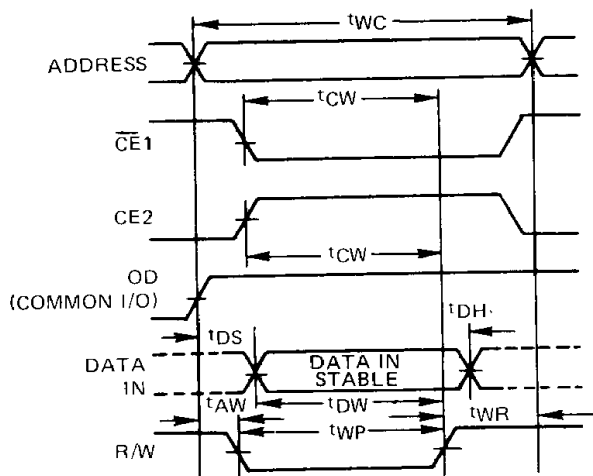 tWC
ADDRESS
tCW
CE1
CE2
tCW
OD
(COMMON I/O)
tDS
tDH
DATA IN
DATA IN STABLE
tAW
tDW
tWR
tWP
R/W